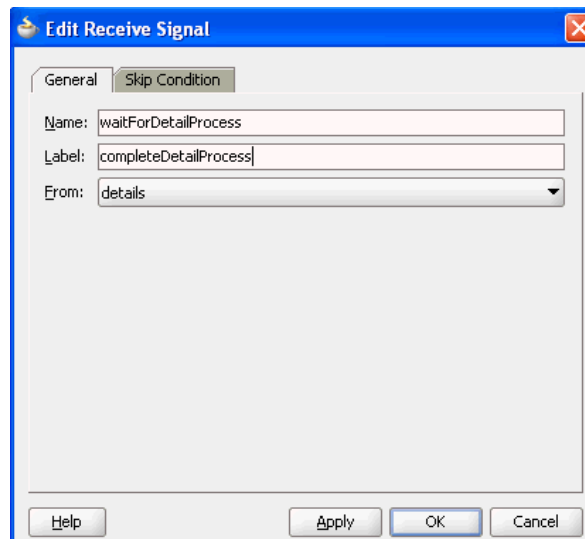 Edit Receive Signal
General Skip Condition
Name: waitForDetailProcess
Label: completeDetailProcess
From: details
Help Apply OK Cancel